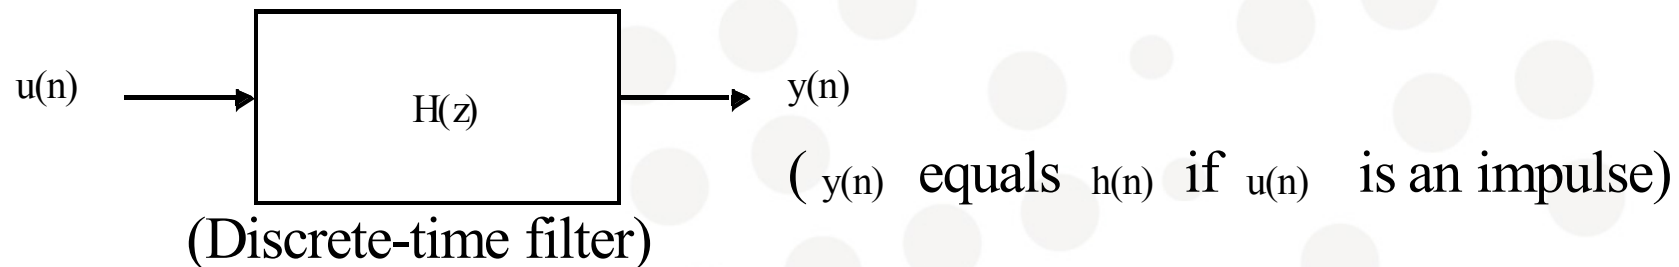 u(n)
H(z)
y(n)
( y(n) equals h(n) if u(n) is an impulse)
(Discrete-time filter)